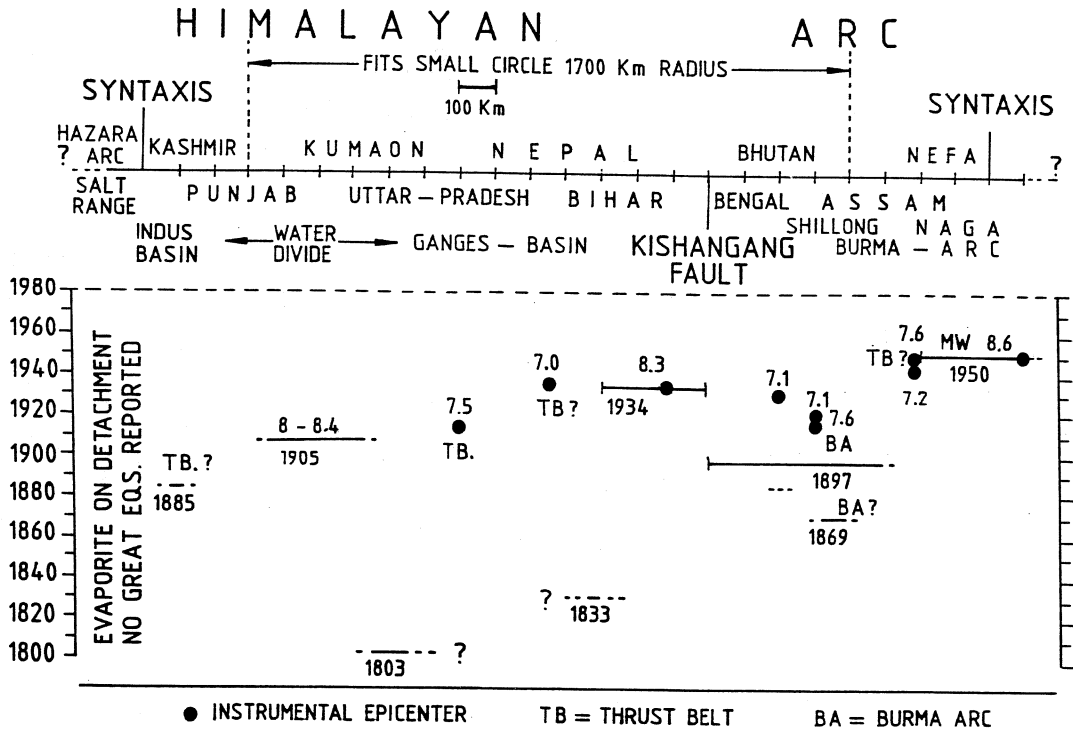 HIMALAYAN ARC
FITS SMALL CIRCLE 1700 Km RADIUS
100 Km
SYNTAXIS
SYNTAXIS
HAZARA
? ARC
KASHMIR
KUMAON
NEPAL
BHUTAN
NEFA
?
SALT
RANGE
PUNJAB
UTTAR-PRADESH
BIHAR
BENGAL
ASSAM
SHILLONG
NAGA
BURMA - ARC
INDUS
BASIN
WATER
DIVIDE
GANGES - BASIN
KISHANGANG
FAULT
1980
1960
1940
1920
1900
1880
1860
1840
1820
1800
EVAPORITE ON DETACHMENT
NO GREAT EQS. REPORTED
TB.?
1885
8 - 8.4
1905
7.5
TB.
7.0
TB?
8.3
1934
7.1
7.1
7.6
BA
1897
BA?
1869
7.6
TB?
7.2
MW 8.6
1950
? 1833
1803
?
● INSTRUMENTAL EPICENTER
TB = THRUST BELT
BA = BURMA ARC